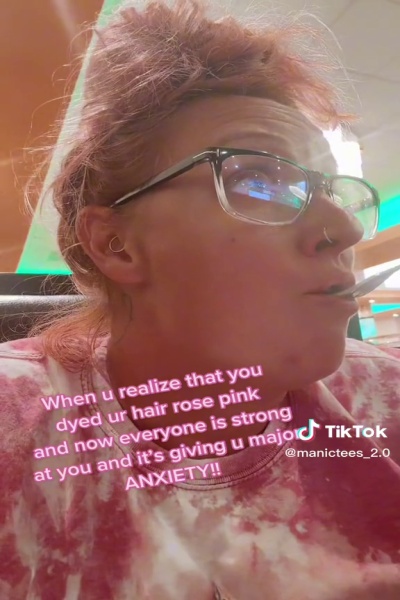 When u realize that you
dyed ur hair rose pink
and now everyone is strong
at you and it's giving u major
ANXIETY!!
TikTok
@manictees_2.0